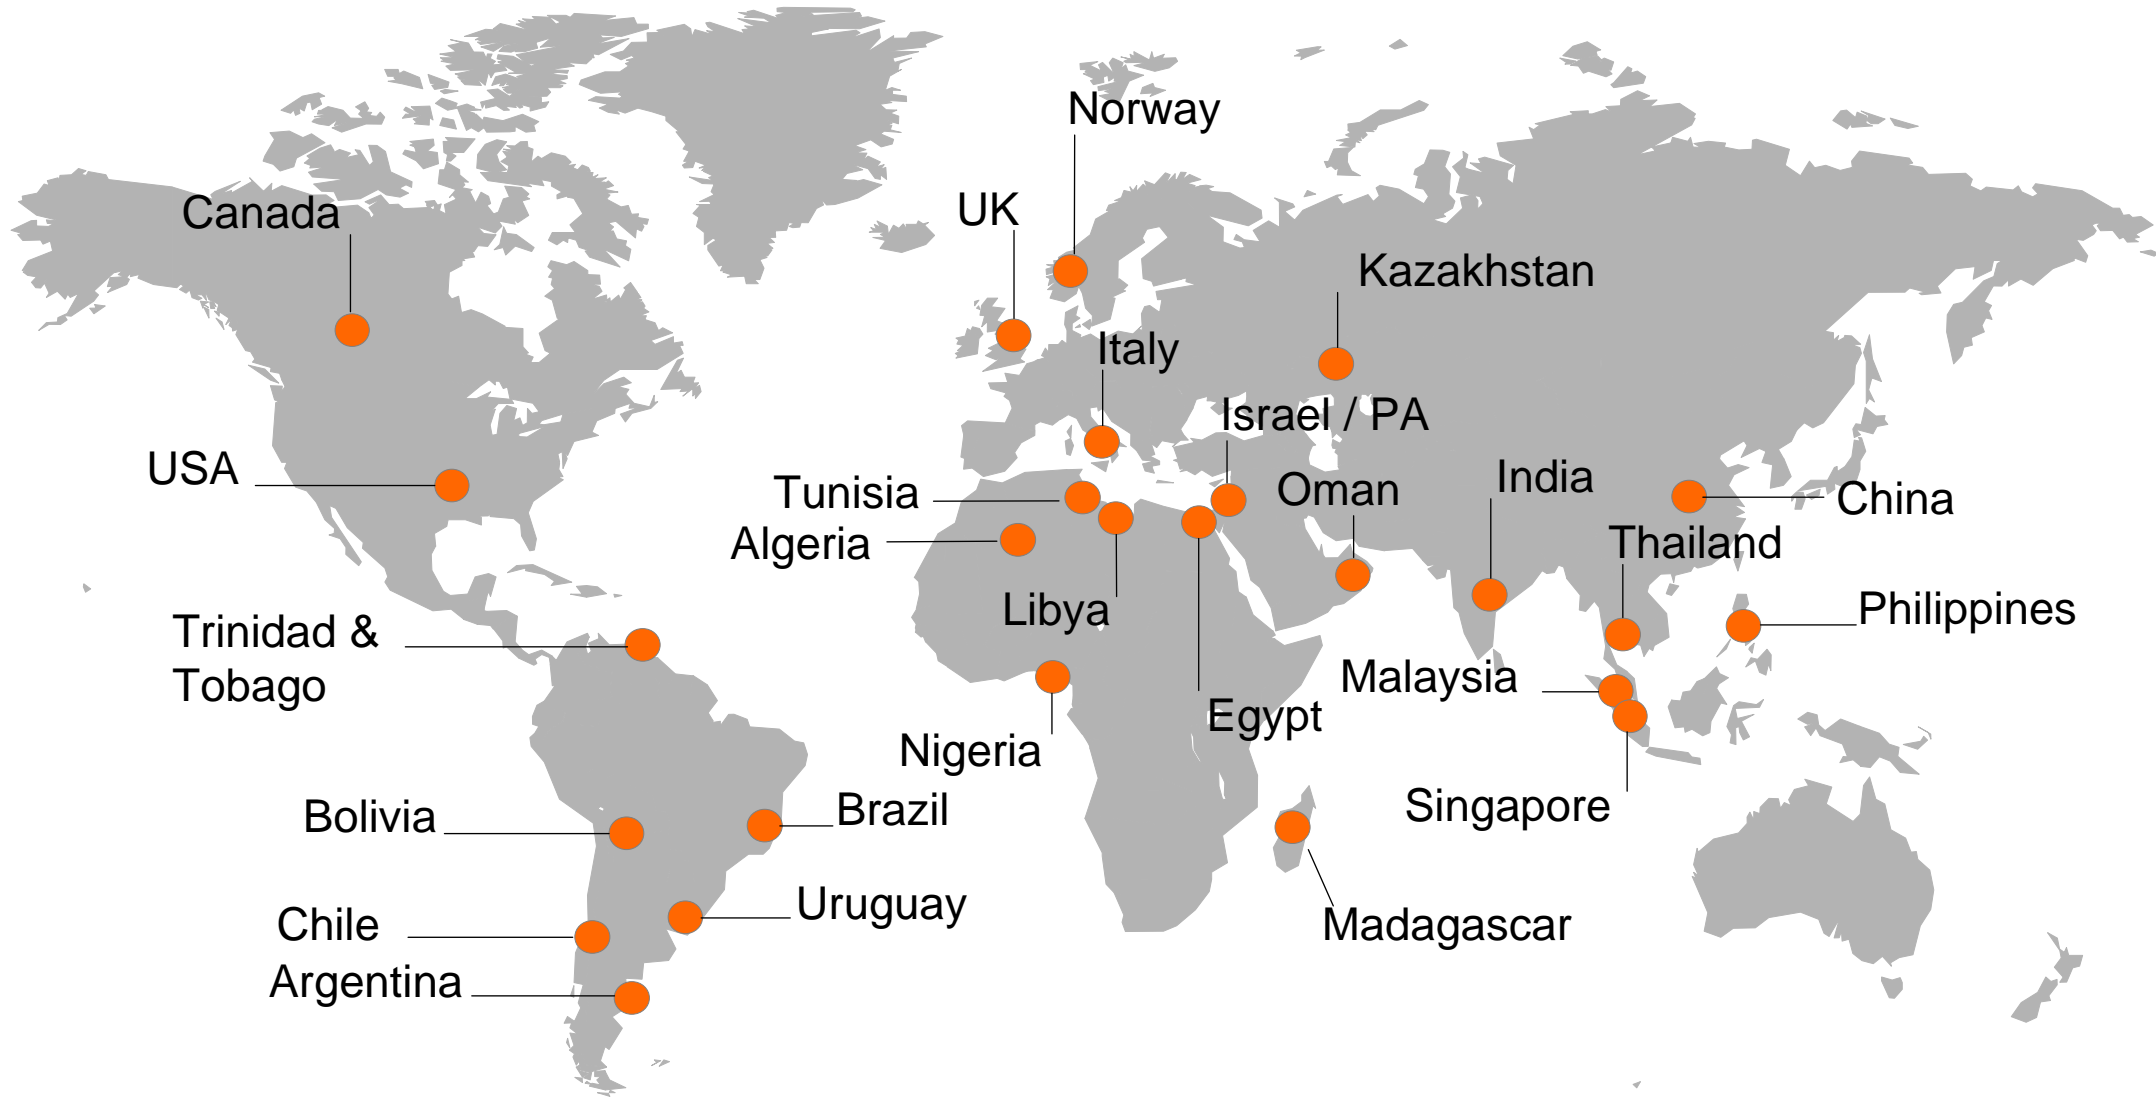 Norway
Canada
UK
Kazakhstan
Italy
Israel / PA
USA
Tunisia
Oman
India
China
Algeria
Thailand
Libya
Philippines
Trinidad &
Tobago
Malaysia
Egypt
Nigeria
Bolivia
Brazil
Singapore
Uruguay
Chile
Madagascar
Argentina